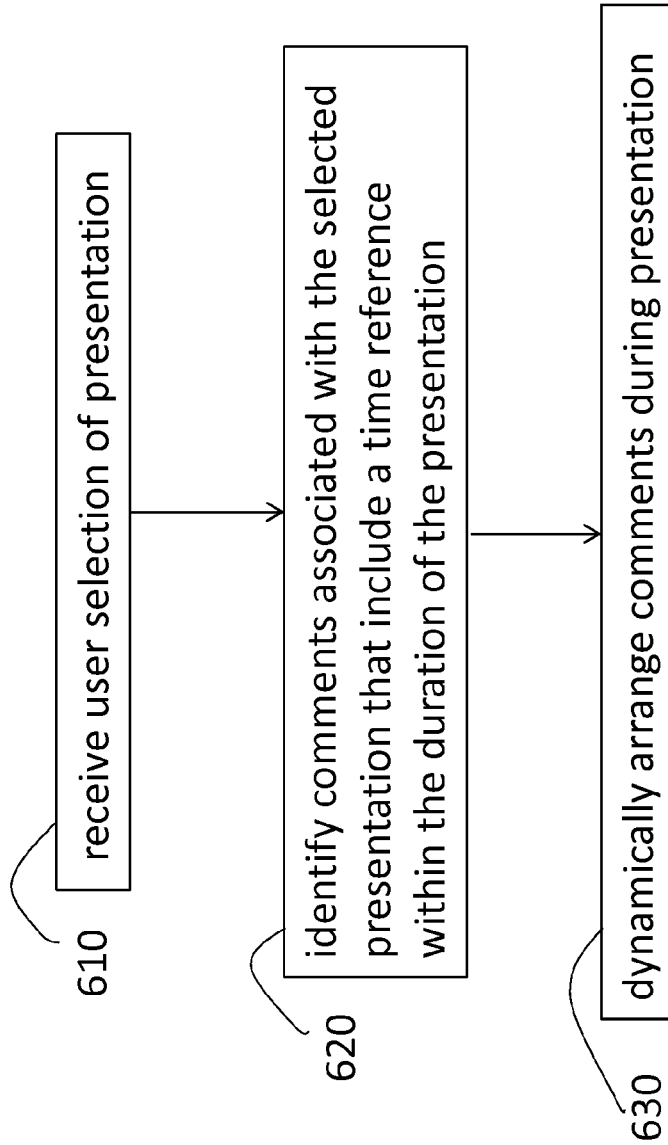 610
receive user selection of presentation
620
identify comments associated with the selected
presentation that include a time reference
within the duration of the presentation
630
dynamically arrange comments during presentation